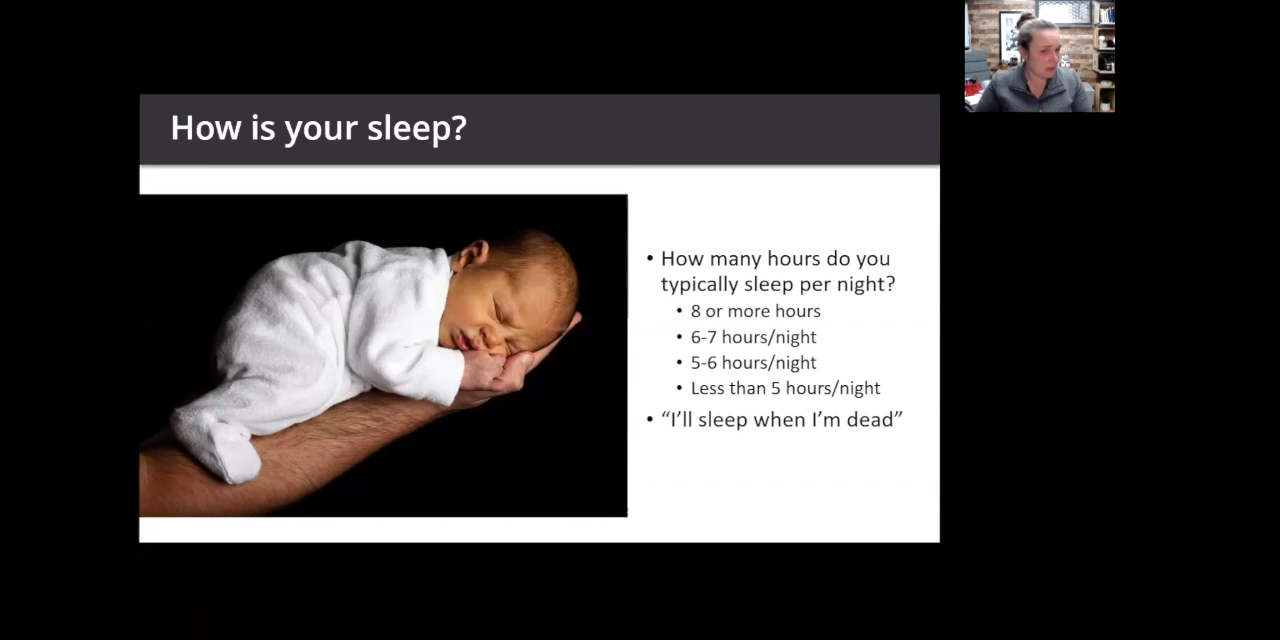 How is your sleep?
• How many hours do you
typically sleep per night?
• 8 or more hours
• 6-7 hours/night
• 5-6 hours/night
• Less than 5 hours/night
• “I’ll sleep when I’m dead”